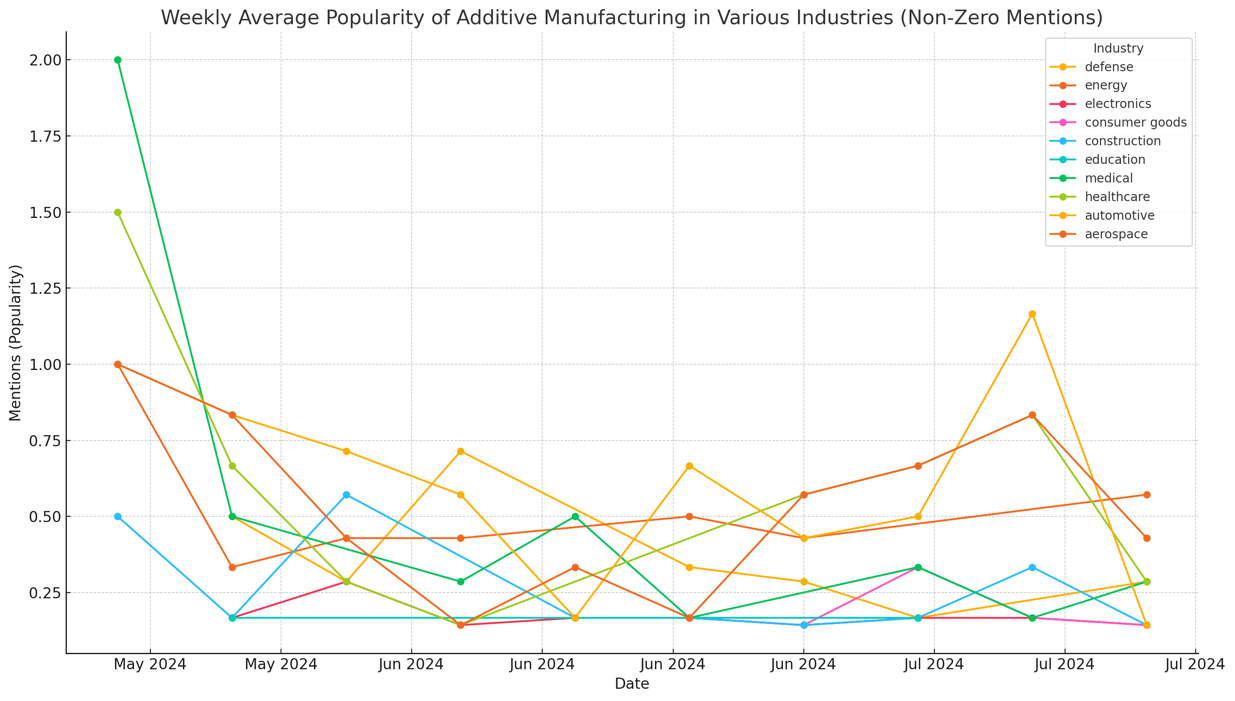 Weekly Average Popularity of Additive Manufacturing in Various Industries (Non-Zero Mentions)
Industry
defense
energy
electronics
consumer goods
construction
education
medical
healthcare
automotive
aerospace
Mentions (Popularity)
2.00
1.75
1.50
1.25
1.00
0.75
0.50
0.25
May 2024 May 2024 Jun 2024 Jun 2024 Jun 2024 Jun 2024 Jul 2024 Jul 2024 Jul 2024
Date